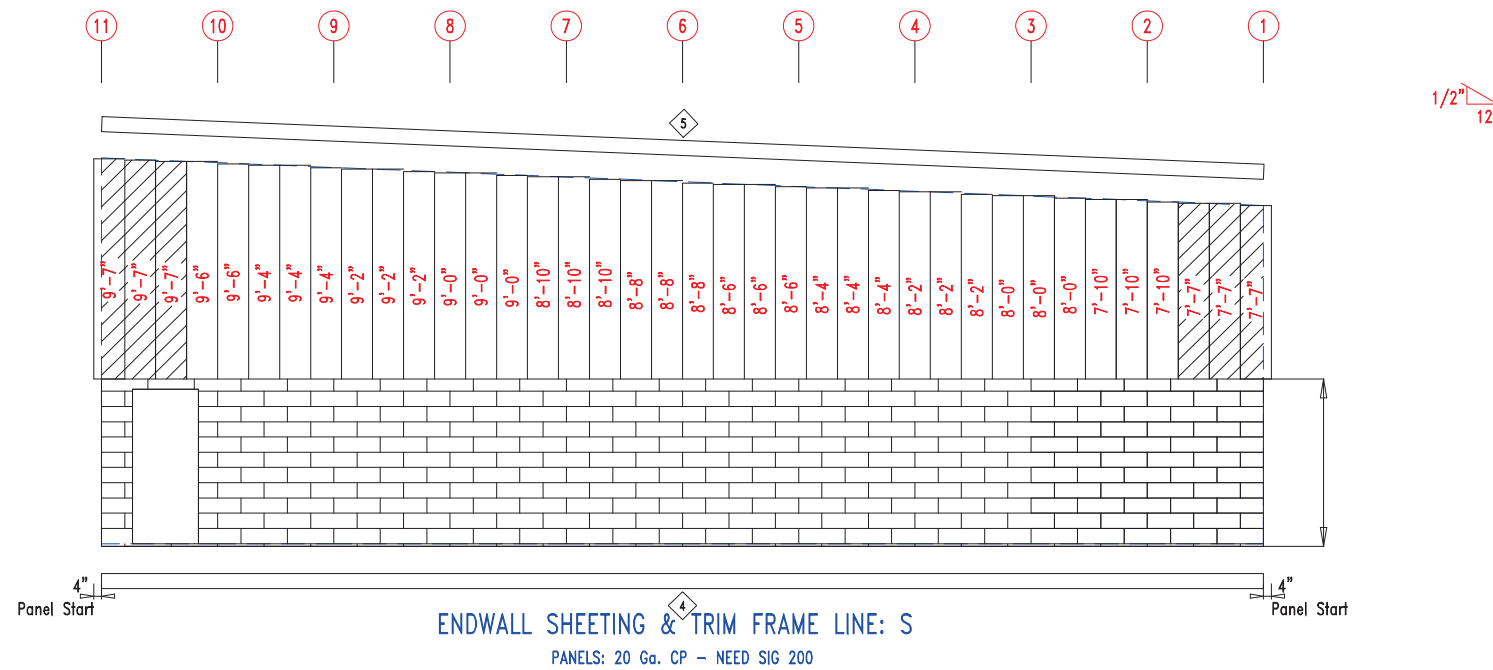 11 10 9 8 7 6 5 4 3 2 1
1/2"
12
5
9'-7" 9'-7" 9'-7" 9'-6" 9'-6" 9'-4" 9'-4" 9'-4" 9'-2" 9'-2" 9'-2" 9'-0" 9'-0" 9'-0" 8'-10" 8'-10" 8'-10" 8'-8" 8'-8" 8'-8" 8'-6" 8'-6" 8'-6" 8'-4" 8'-4" 8'-4" 8'-2" 8'-2" 8'-2" 8'-0" 8'-0" 8'-0" 7'-10" 7'-10" 7'-10" 7'-7" 7'-7" 7'-7"
4" 4"
Panel Start Panel Start
4
ENDWALL SHEETING & TRIM FRAME LINE: S
PANELS: 20 Ga. CP – NEED SIG 200